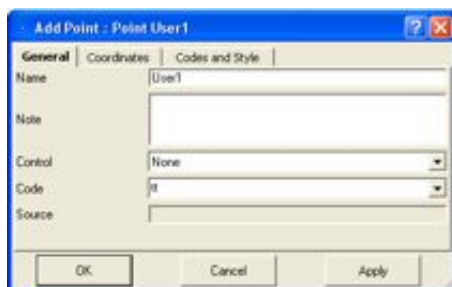 Add Point : Point User1
General Coordinates Codes and Style
Name User1
Note
Control None
Code
Source
OK Cancel Apply